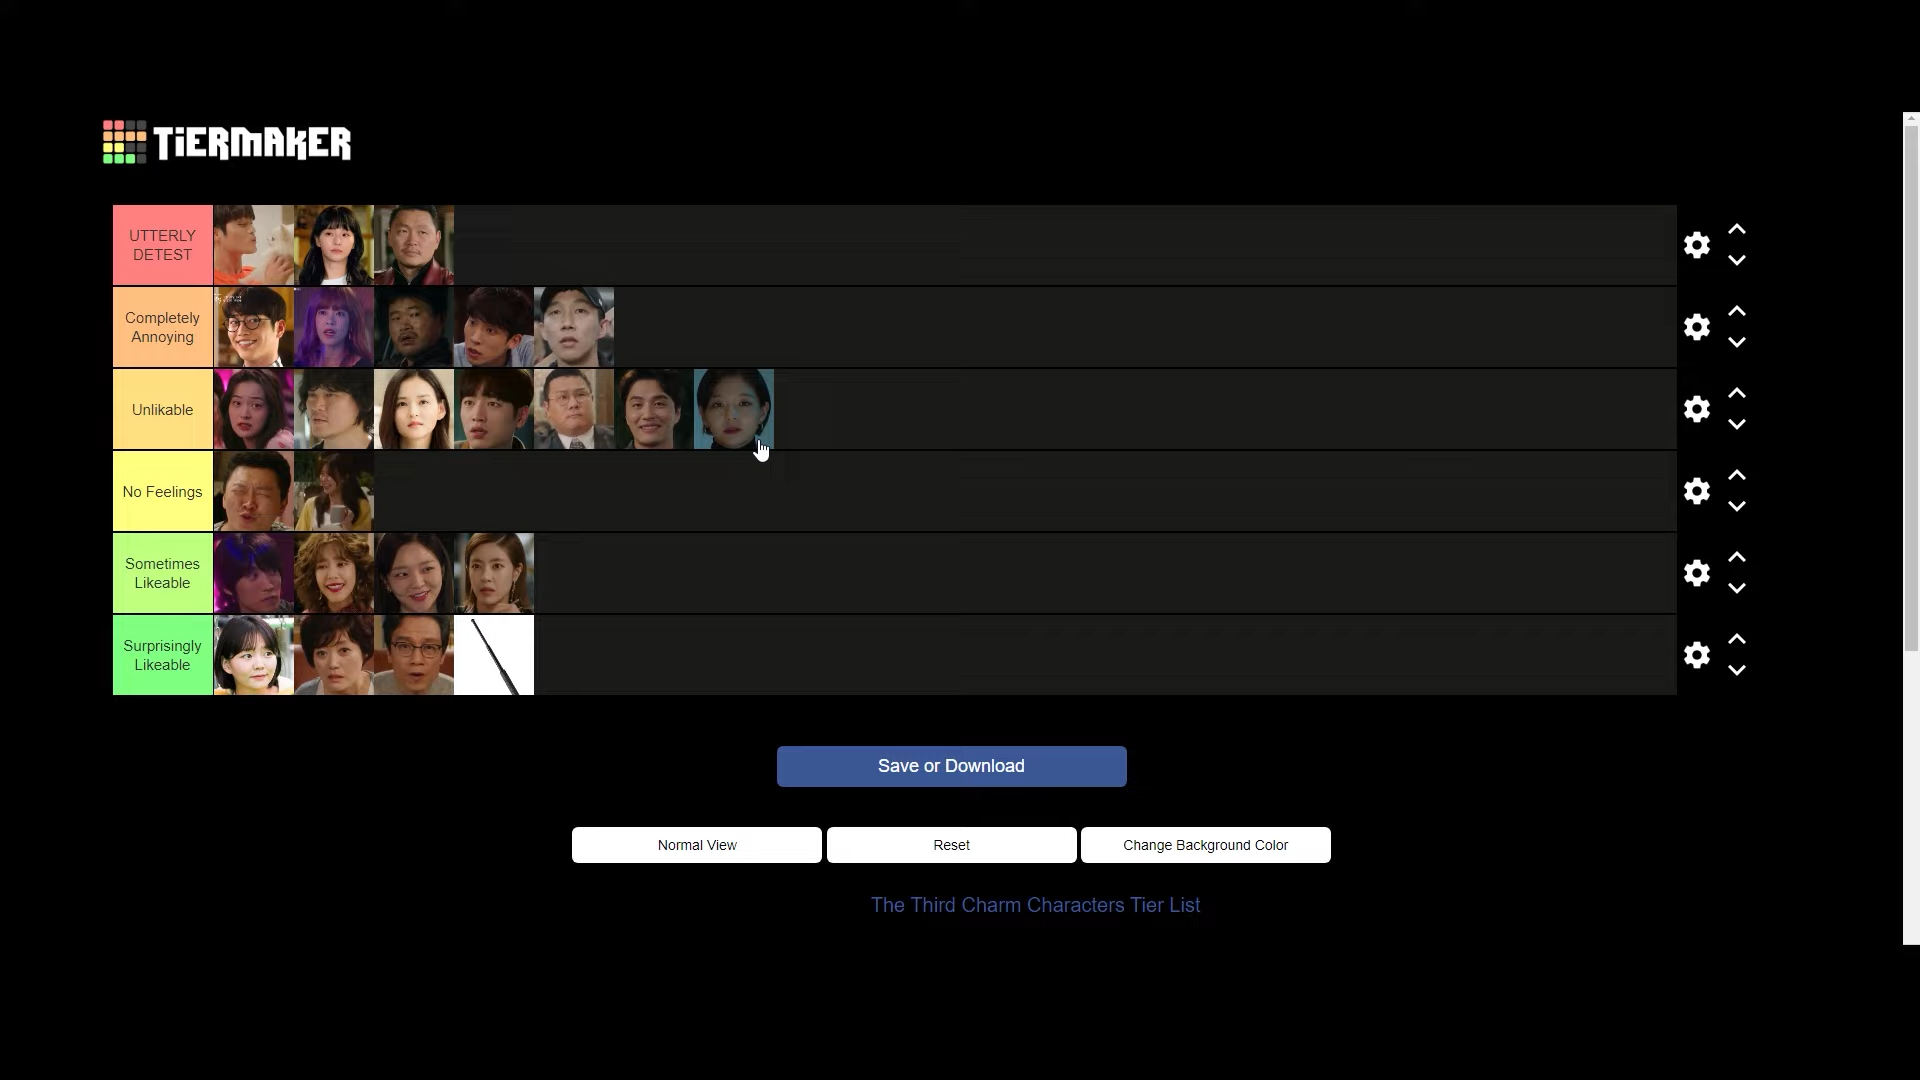 TiERMAKER
UTTERLY
DETEST
Completely
Annoying
Unlikable
No Feelings
Sometimes
Likeable
Surprisingly
Likeable
Save or Download
Normal View
Reset
Change Background Color
The Third Charm Characters Tier List